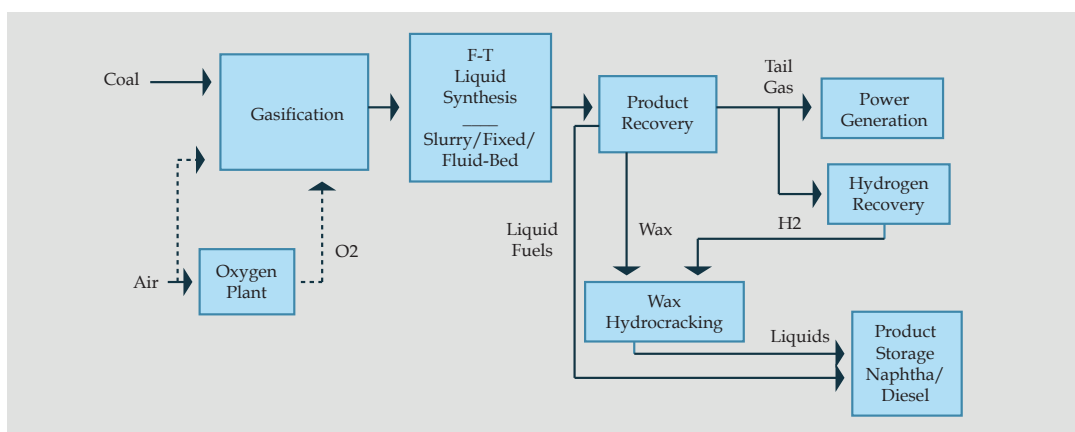 Coal
Gasification
F-T
Liquid
Synthesis
Slurry/Fixed/
Fluid-Bed
Product
Recovery
Tail
Gas
Power
Generation
Hydrogen
Recovery
H2
Wax
Liquid
Fuels
Air
Oxygen
Plant
O2
Wax
Hydrocracking
Liquids
Product
Storage
Naphtha/
Diesel